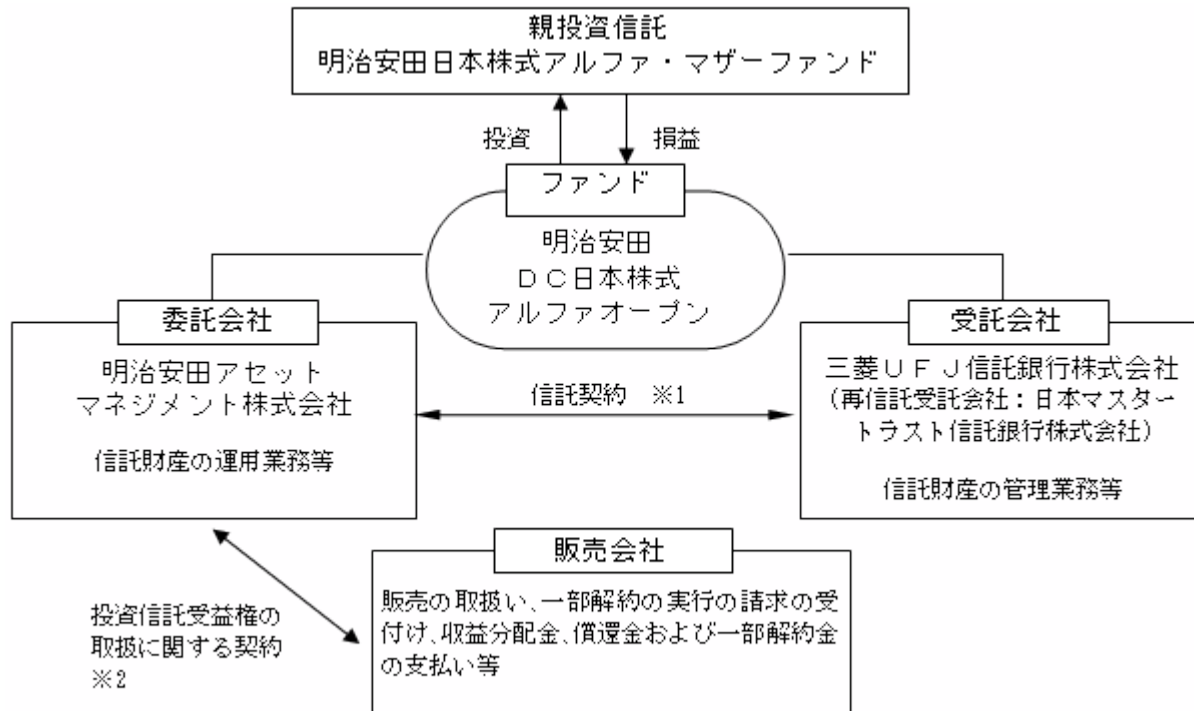 親投資信託
明治安田日本株式アルファ・マザーファンド
投資
損益
ファンド
明治安田
DC日本株式
アルファオープン
委託会社
明治安田アセット
マネジメント株式会社
信託財産の運用業務等
信託契約　※1
受託会社
三菱UFJ信託銀行株式会社
(再信託受託会社:日本マスター
トラスト信託銀行株式会社)
信託財産の管理業務等
販売会社
販売の取扱い、一部解約の実行の請求の受
付け、収益分配金、償還金および一部解約金
の支払い等
投資信託受益権の
取扱に関する契約
※2